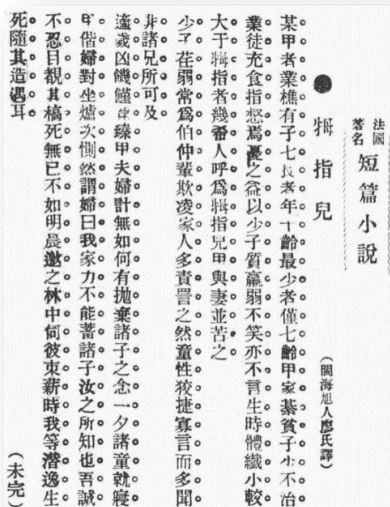 法國
著名
短篇小說
● 拇指兒
(閩海旭人廖氏譯)
某甲者業樵有子七長者年十齡最少者僅七齡甲家綦貧子少不治
業徒充食指愁焉憂之益以少子質羸弱不笑亦不言生時體纖小較
大于拇指者幾番人呼爲拇指兒甲與妻並苦之
少子荏弱常爲伯仲輩欺凌家人多責詈之然童性狡捷寡言而多聞
非諸兄所可及
適歲凶饑饉荐臻甲夫婦計無如何有拋棄諸子之念一夕諸童就寢
甲偕婦對坐爐次惻然謂婦曰我家力不能蓄諸子汝之所知也吾誠
不忍目覩其槁死無已不如明晨邀之林中伺彼束薪時我等潛逸生
死隨其造遇耳
(未完)